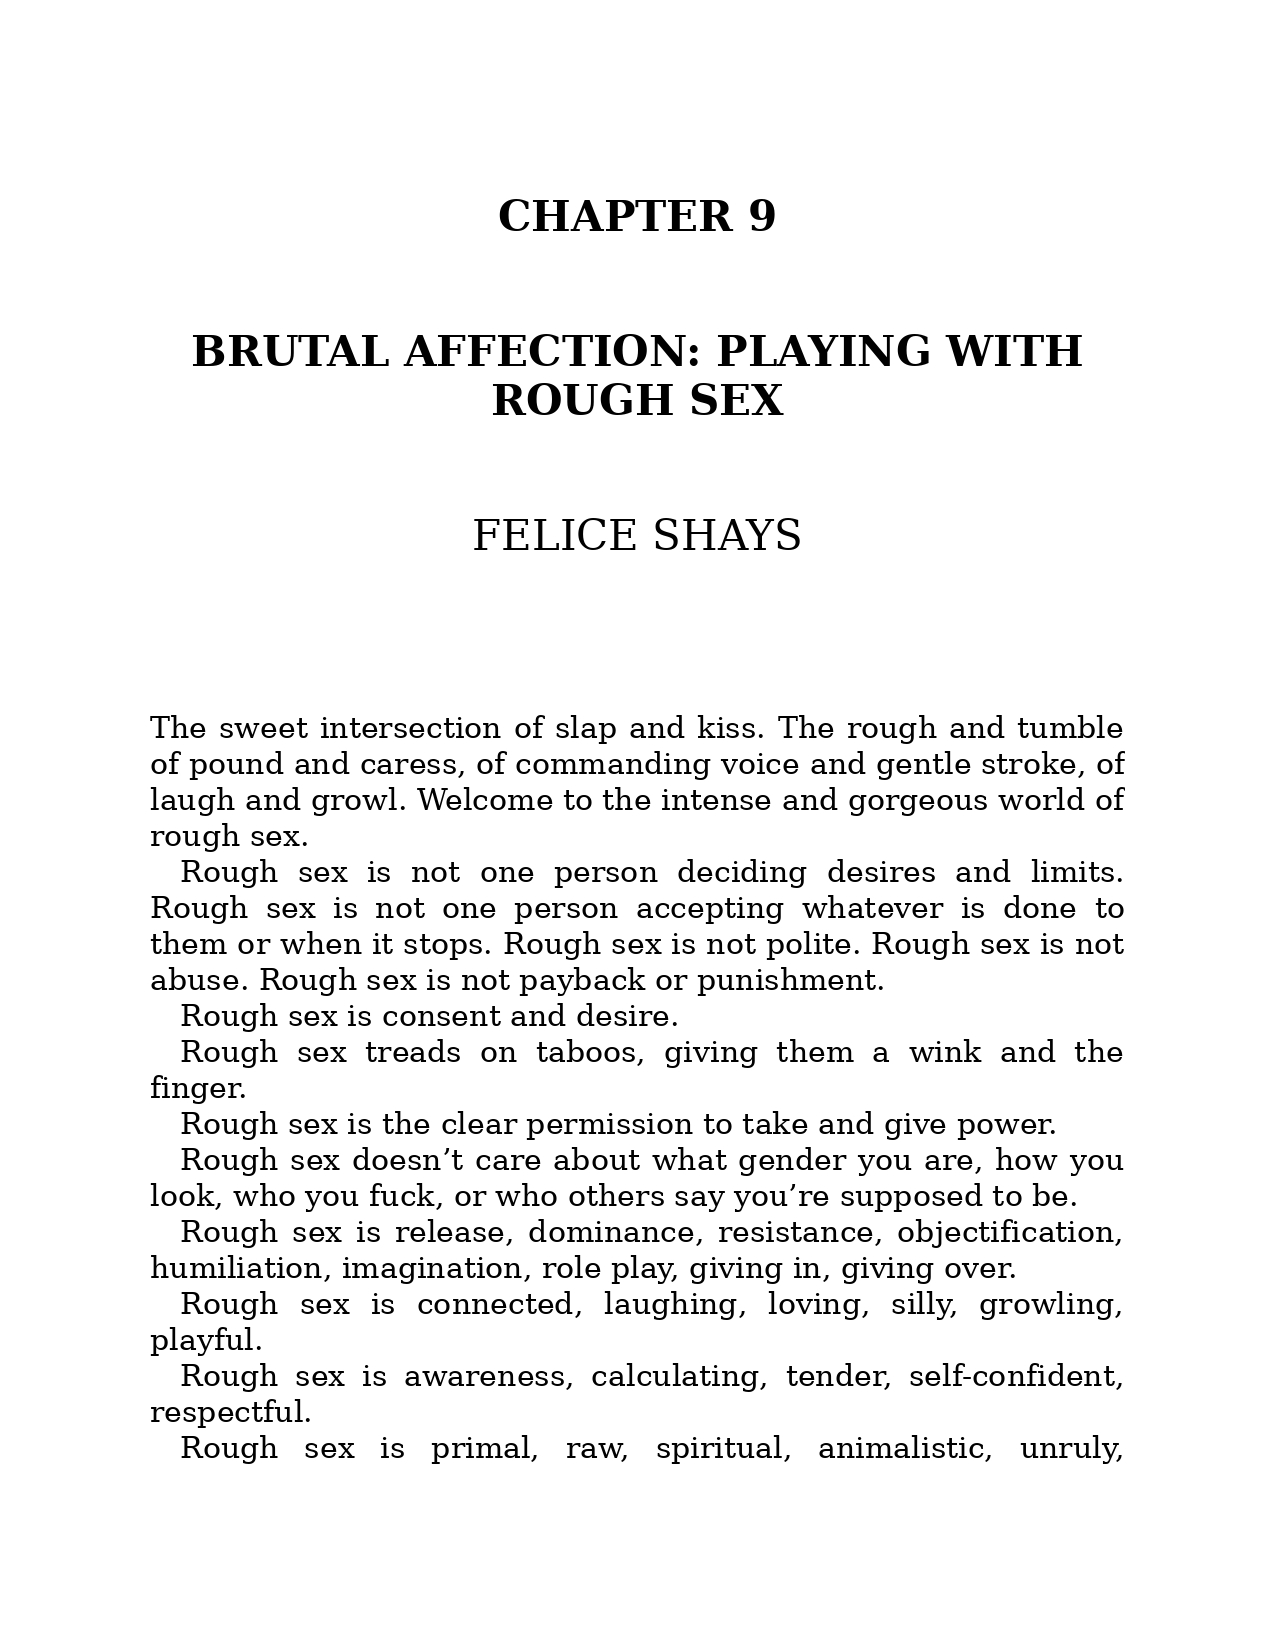 CHAPTER 9
BRUTAL AFFECTION: PLAYING WITH
ROUGH SEX
FELICE SHAYS
The sweet intersection of slap and kiss. The rough and tumble
of pound and caress, of commanding voice and gentle stroke, of
laugh and growl. Welcome to the intense and gorgeous world of
rough sex.
Rough sex is not one person deciding desires and limits.
Rough sex is not one person accepting whatever is done to
them or when it stops. Rough sex is not polite. Rough sex is not
abuse. Rough sex is not payback or punishment.
Rough sex is consent and desire.
Rough sex treads on taboos, giving them a wink and the
finger.
Rough sex is the clear permission to take and give power.
Rough sex doesn’t care about what gender you are, how you
look, who you fuck, or who others say you’re supposed to be.
Rough sex is release, dominance, resistance, objectification,
humiliation, imagination, role play, giving in, giving over.
Rough sex is connected, laughing, loving, silly, growling,
playful.
Rough sex is awareness, calculating, tender, self-confident,
respectful.
Rough sex is primal, raw, spiritual, animalistic, unruly,